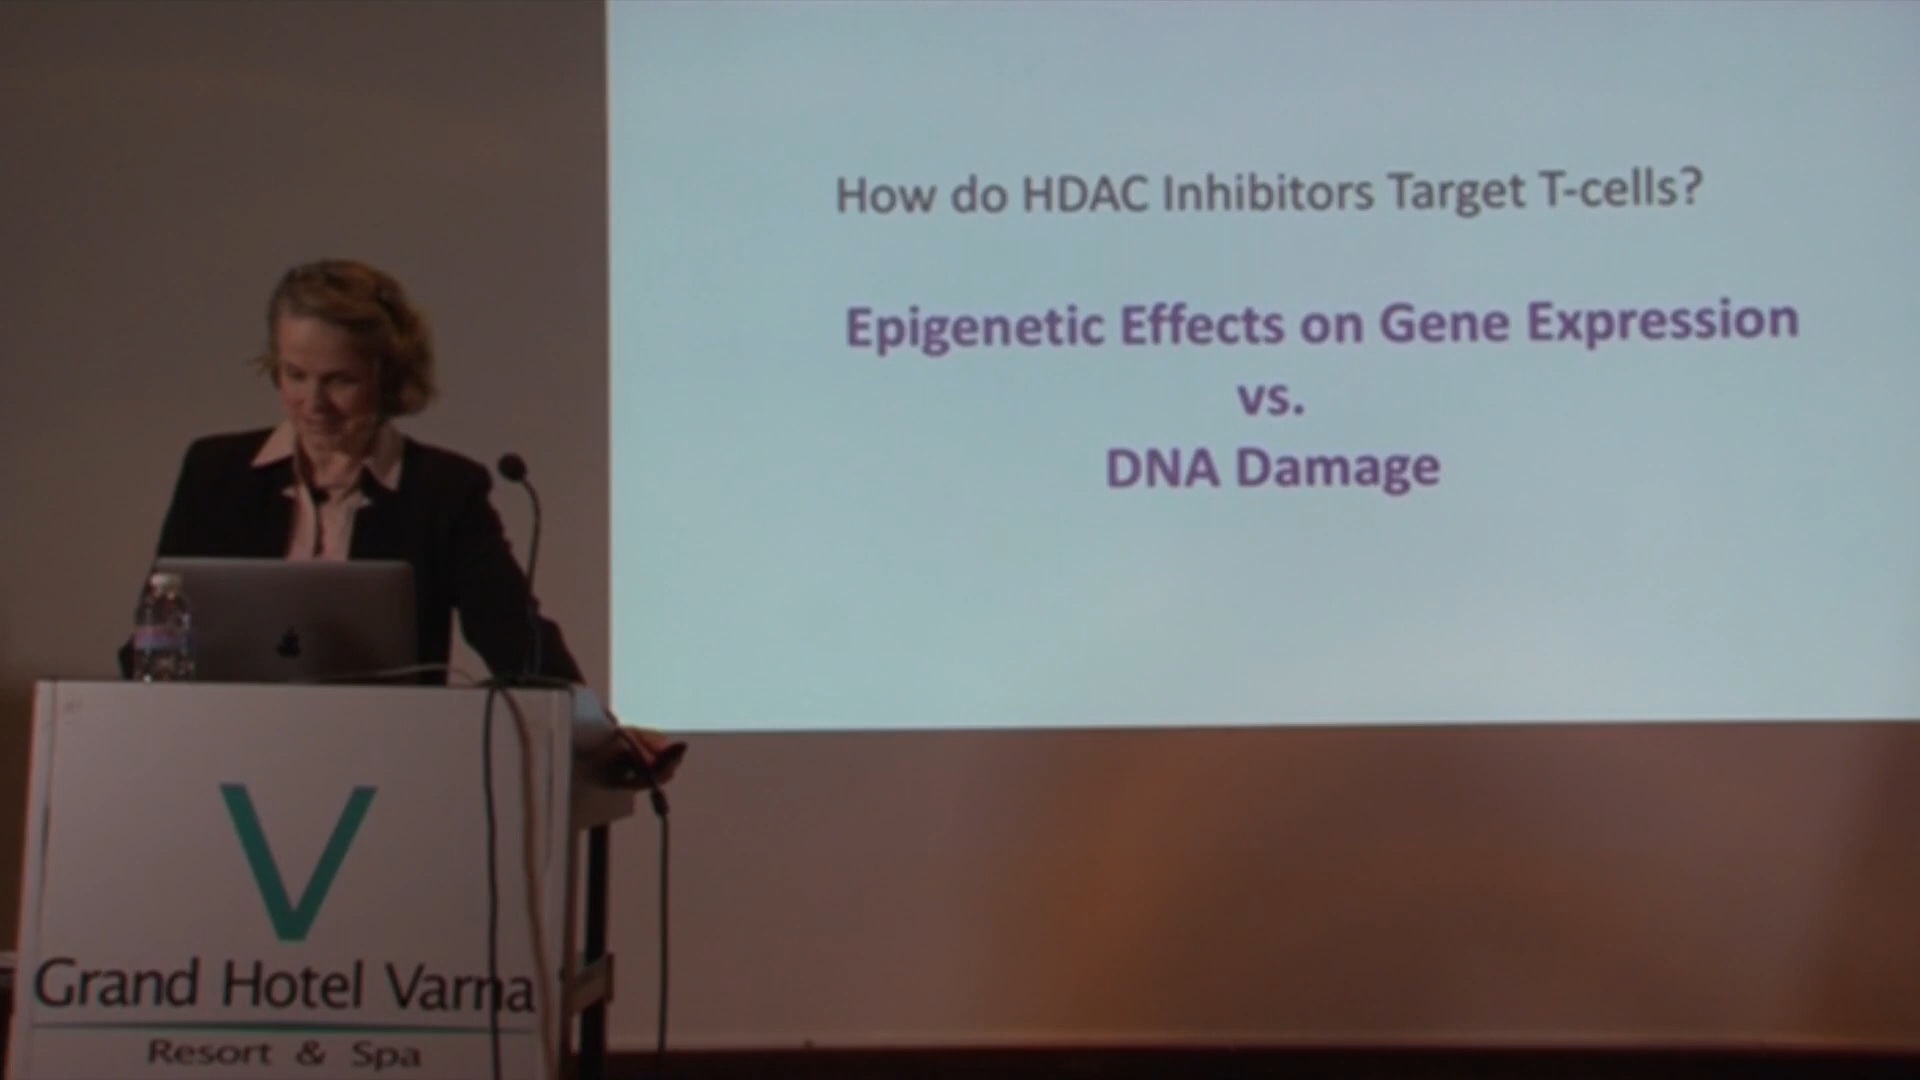 How do HDAC Inhibitors Target T-cells?
Epigenetic Effects on Gene Expression
vs.
DNA Damage
V
Grand Hotel Varna
Resort & Spa